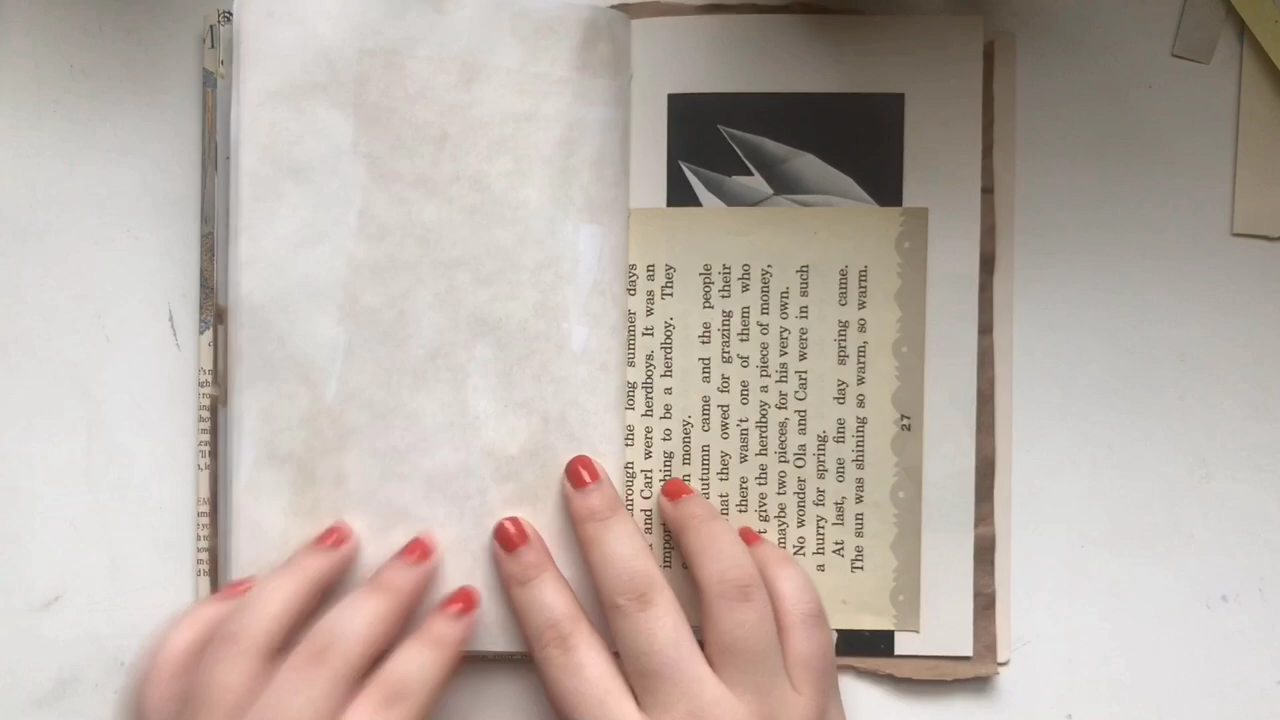 through the long summer days
and Carl were herdboys. It was an
thing to be a herdboy. They
money.
autumn came and the people
that they owed for grazing their
there wasn't one of them who
give the herdboy a piece of money,
maybe two pieces, for his very own.
No wonder Ola and Carl were in such
a hurry for spring.
At last, one fine day spring came.
The sun was shining so warm, so warm.
27